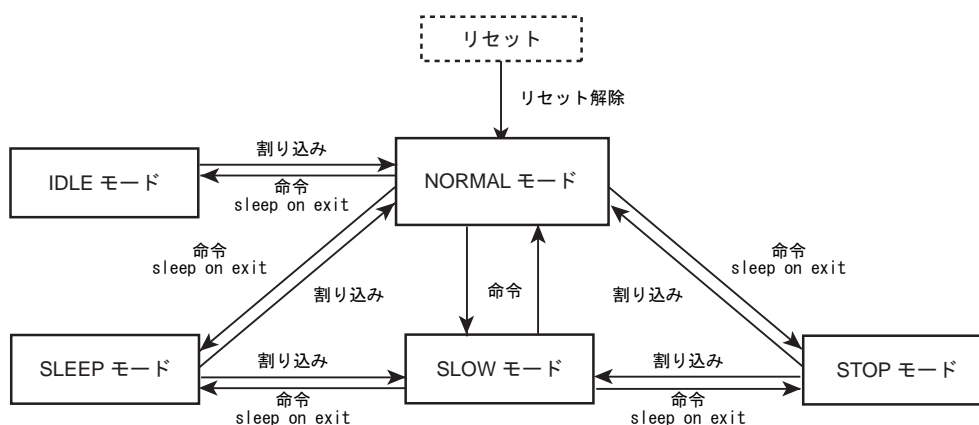 リセット
リセット解除
割り込み
IDLE モード
NORMAL モード
命令
sleep on exit
命令
sleep on exit
命令
sleep on exit
割り込み
命令
割り込み
SLEEP モード
割り込み
SLOW モード
割り込み
STOP モード
命令
sleep on exit
命令
sleep on exit